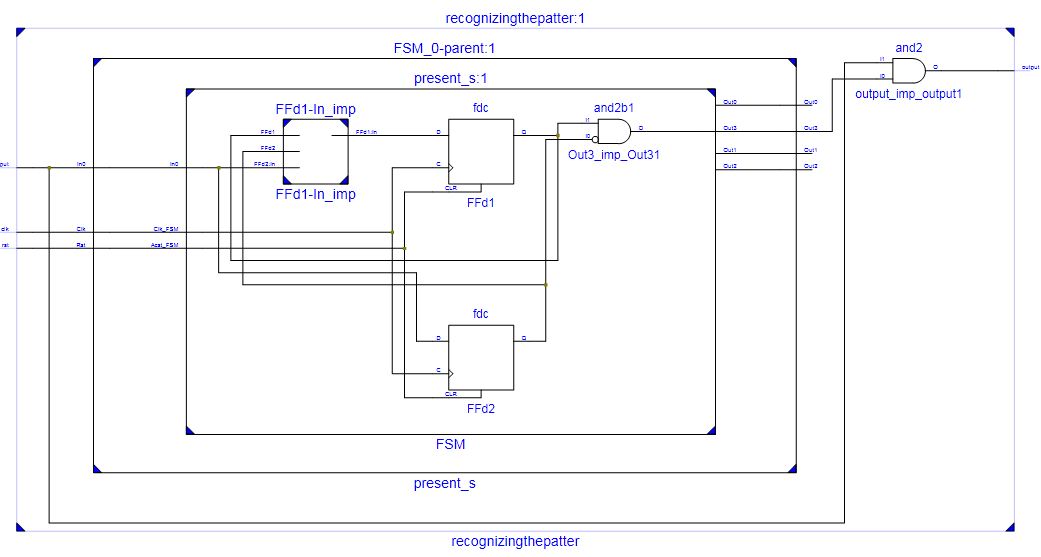 recognizingthepatter:1
FSM_0-parent:1
and2
present_s:1
I1
O
output
I0
FFd1-In_imp
fdc
and2b1
output_imp_output1
Out0
Out0
I1
FFd1
FFd1.In
D
Q
O
Out3
I0
FFd2
Out1
Out1
Out3_imp_Out31
put
In0
In0
FFd2.In
C
Out2
Out2
CLR
FFd1-In_imp
FFd1
clk
Clk
Clk_FSM
rst
Rst
fdc
D
Q
C
CLR
FFd2
FSM
present_s
recognizingthepatter